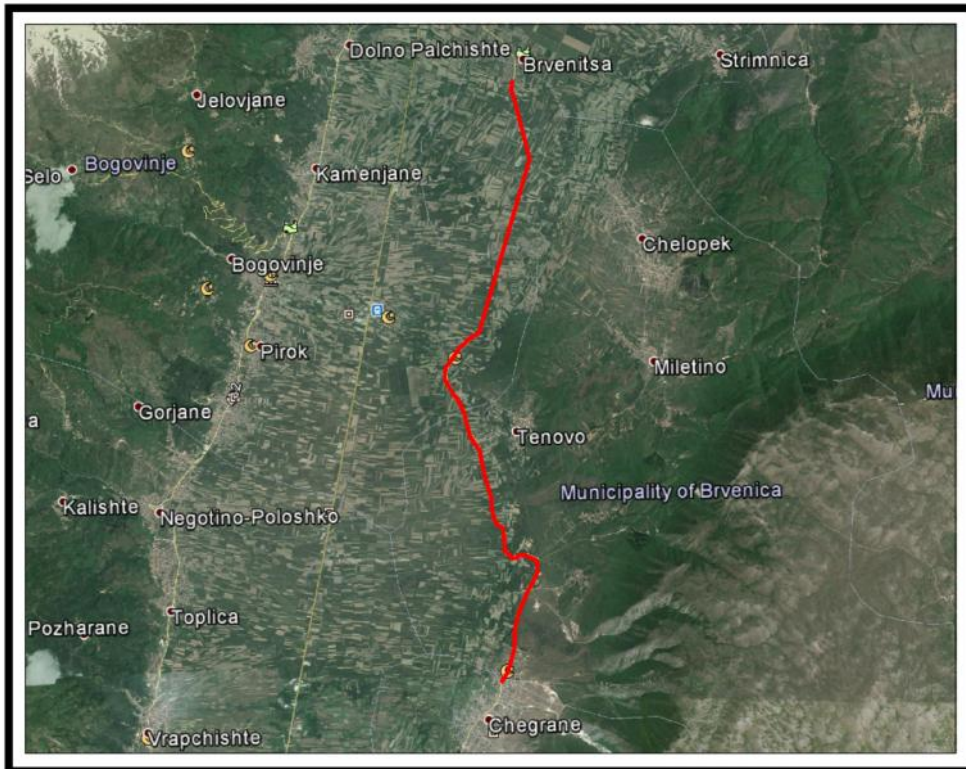 Dolno Palchishte
Brvenitsa
Strimnica
Jelovjane
Selo
Bogovinje
Kamenjane
Chelopek
Bogovinje
Pirok
Miletino
Gorjane
a
Tenovo
Kalishte
Negotino-Poloshko
Municipality of Brvenica
Toplica
Pozharane
Chegrane
Vrapchishte